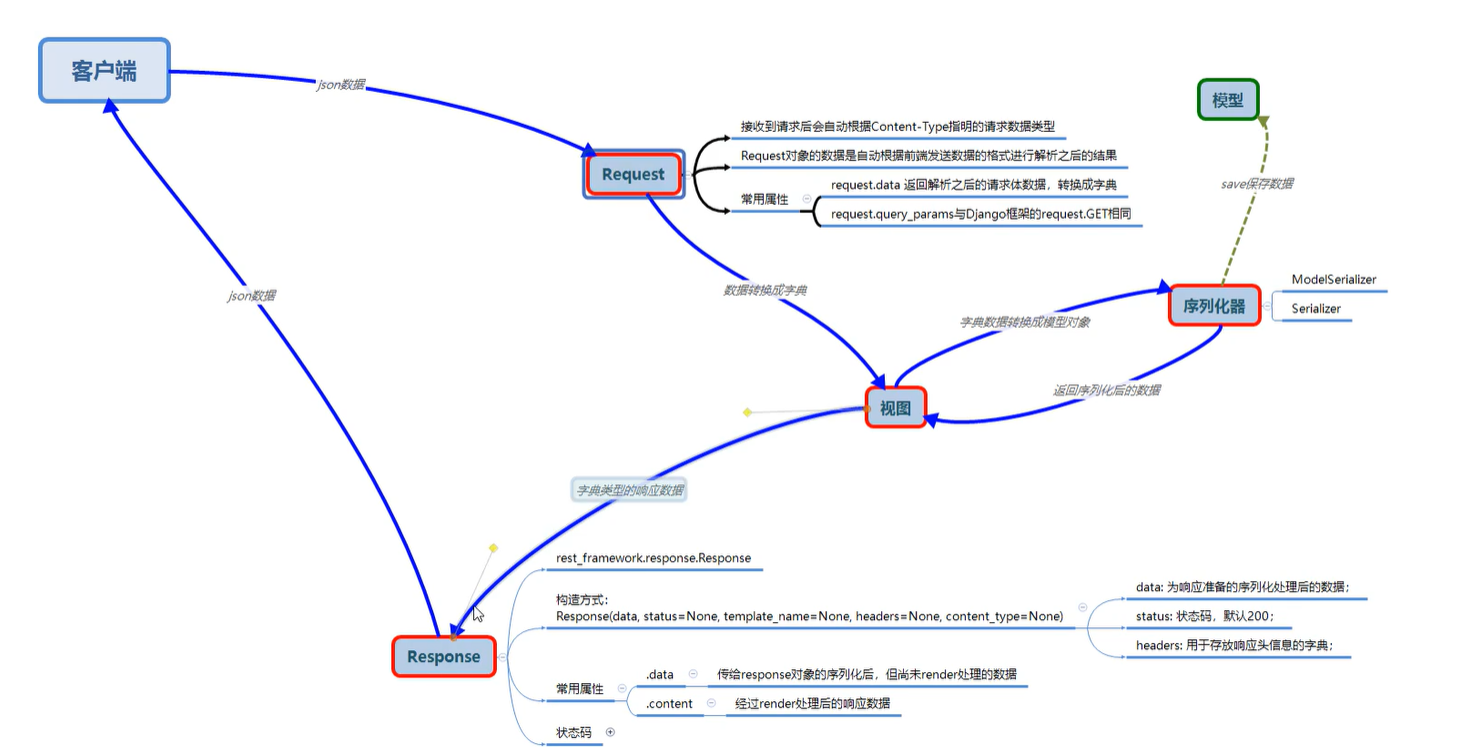 客户端
json数据
模型
接收到请求后会自动根据Content-Type指明的请求数据类型
Request对象的数据是自动根据前端发送数据的格式进行解析之后的结果
Request
常用属性
request.data 返回解析之后的请求体数据，转换成字典
request.query_params与Django框架的request.GET相同
save保存数据
数据转换成字典
json数据
ModelSerializer
序列化器
Serializer
字典数据转换成模型对象
返回序列化后的数据
视图
字典类型的响应数据
rest_framework.response.Response
构造方式：
Response(data, status=None, template_name=None, headers=None, content_type=None)
data: 为响应准备的序列化处理后的数据；
status: 状态码，默认200；
headers: 用于存放响应头信息的字典；
Response
常用属性
.data
传给response对象的序列化后，但尚未render处理的数据
.content
经过render处理后的响应数据
状态码